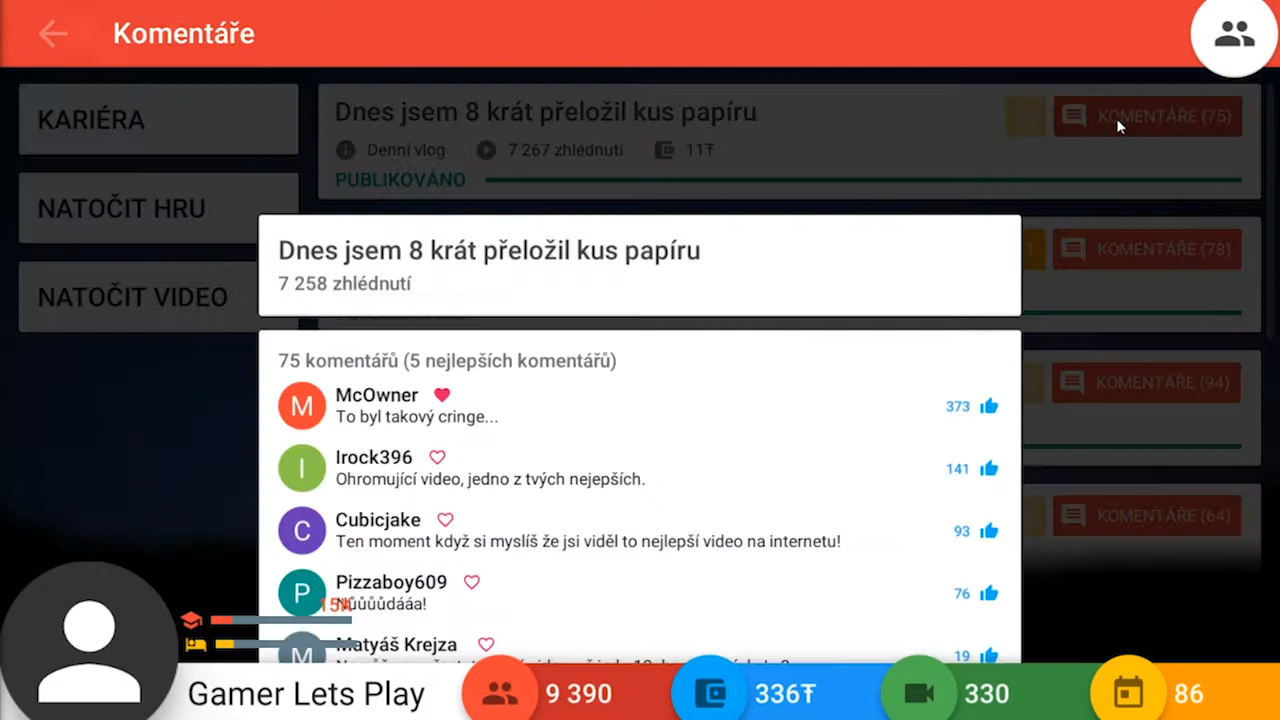 Komentáře
KARIÉRA
NATOČIT HRU
NATOČIT VIDEO
Dnes jsem 8 krát přeložil kus papíru
KOMENTÁŘE (75)
Denní vlog 7 267 zhlédnutí 11₸
PUBLIKOVÁNO
KOMENTÁŘE (78)
KOMENTÁŘE (94)
KOMENTÁŘE (64)
Dnes jsem 8 krát přeložil kus papíru
7 258 zhlédnutí
75 komentářů (5 nejlepších komentářů)
M McOwner
To byl takový cringe...
373
I Irock396
Ohromující video, jedno z tvých nejlepších.
141
C Cubicjake
Ten moment když si myslíš že jsi viděl to nejlepší video na internetu!
93
P Pizzaboy609
Nůůůůdááa!
76
M Matyáš Krejza
19
Gamer Lets Play
9 390
336₸
330
86